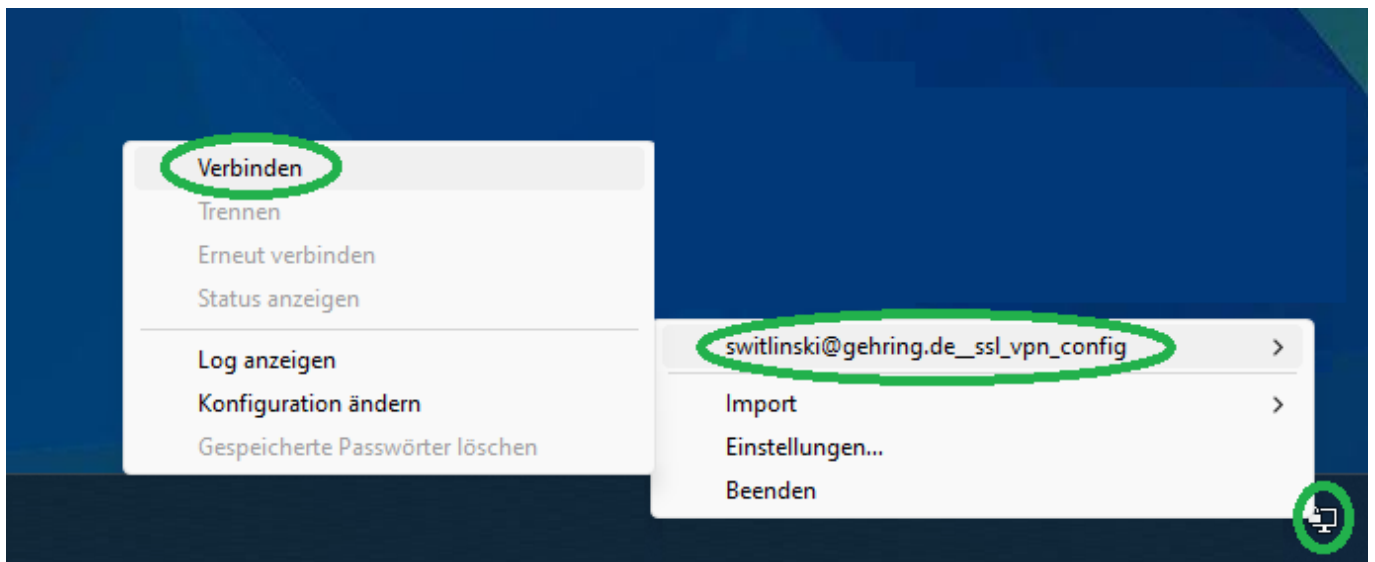 Verbinden
Trennen
Erneut verbinden
Status anzeigen
Log anzeigen
Konfiguration ändern
Gespeicherte Passwörter löschen
switlinski@gehring.de__ssl_vpn_config
Import
Einstellungen...
Beenden